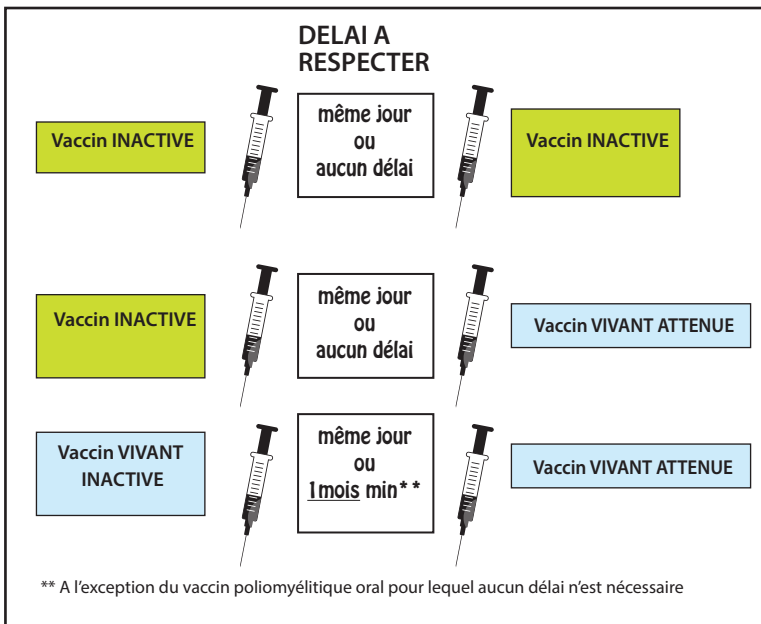 DELAI A
RESPECTER
Vaccin INACTIVE
même jour
ou
aucun délai
Vaccin INACTIVE
Vaccin INACTIVE
même jour
ou
aucun délai
Vaccin VIVANT ATTENUE
Vaccin VIVANT
INACTIVE
même jour
ou
1mois min**
Vaccin VIVANT ATTENUE
** A l'exception du vaccin poliomyélitique oral pour lequel aucun délai n'est nécessaire